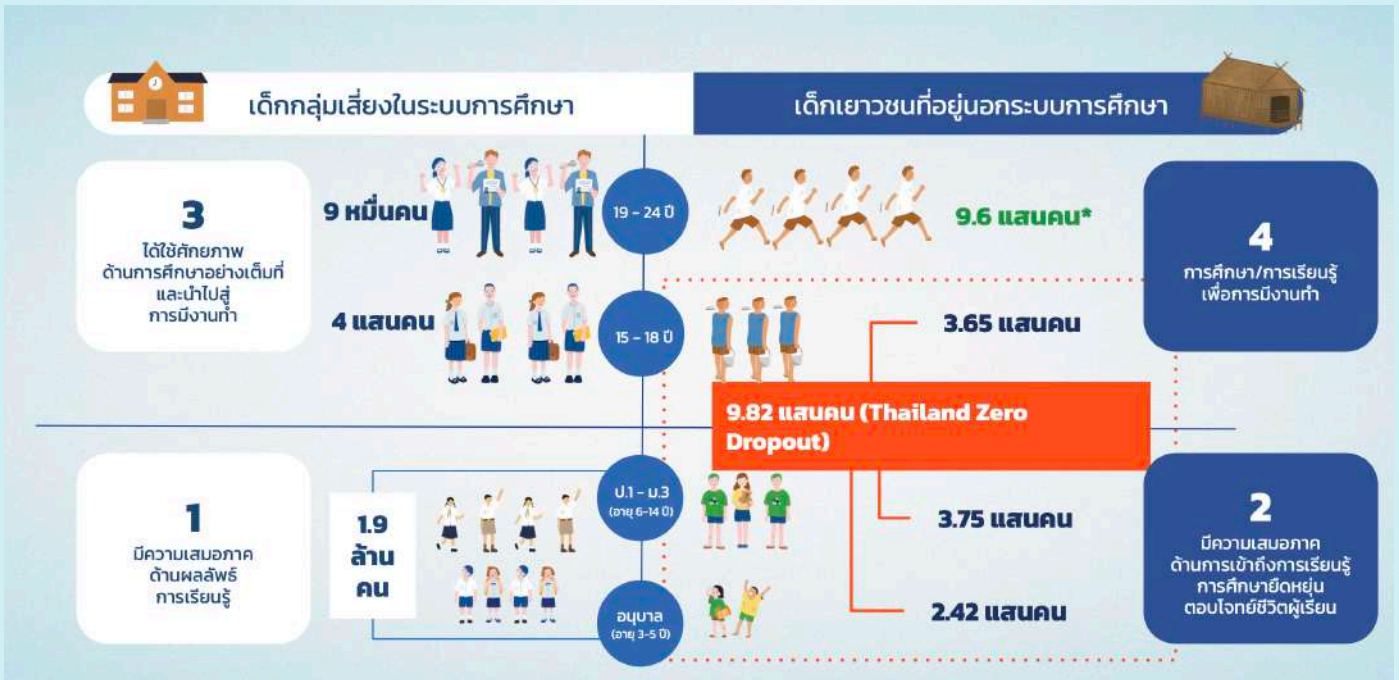 เด็กกลุ่มเสี่ยงในระบบการศึกษา
เด็กเยาวชนที่อยู่นอกระบบการศึกษา
3
ได้ใช้ศักยภาพ
ด้านการศึกษาอย่างเต็มที่
และนำไปสู่
การมีงานทำ
9 หมื่นคน
19 - 24 ปี
9.6 แสนคน*
4
การศึกษา/การเรียนรู้
เพื่อการมีงานทำ
4 แสนคน
15 - 18 ปี
3.65 แสนคน
9.82 แสนคน (Thailand Zero
Dropout)
1
มีความเสมอภาค
ด้านผลลัพธ์
การเรียนรู้
1.9
ล้าน
คน
ป.1 - ม.3
(อายุ 6-14 ปี)
3.75 แสนคน
อนุบาล
(อายุ 3-5 ปี)
2.42 แสนคน
2
มีความเสมอภาค
ด้านการเข้าถึงการเรียนรู้
การศึกษายืดหยุ่น
ตอบโจทย์ชีวิตผู้เรียน